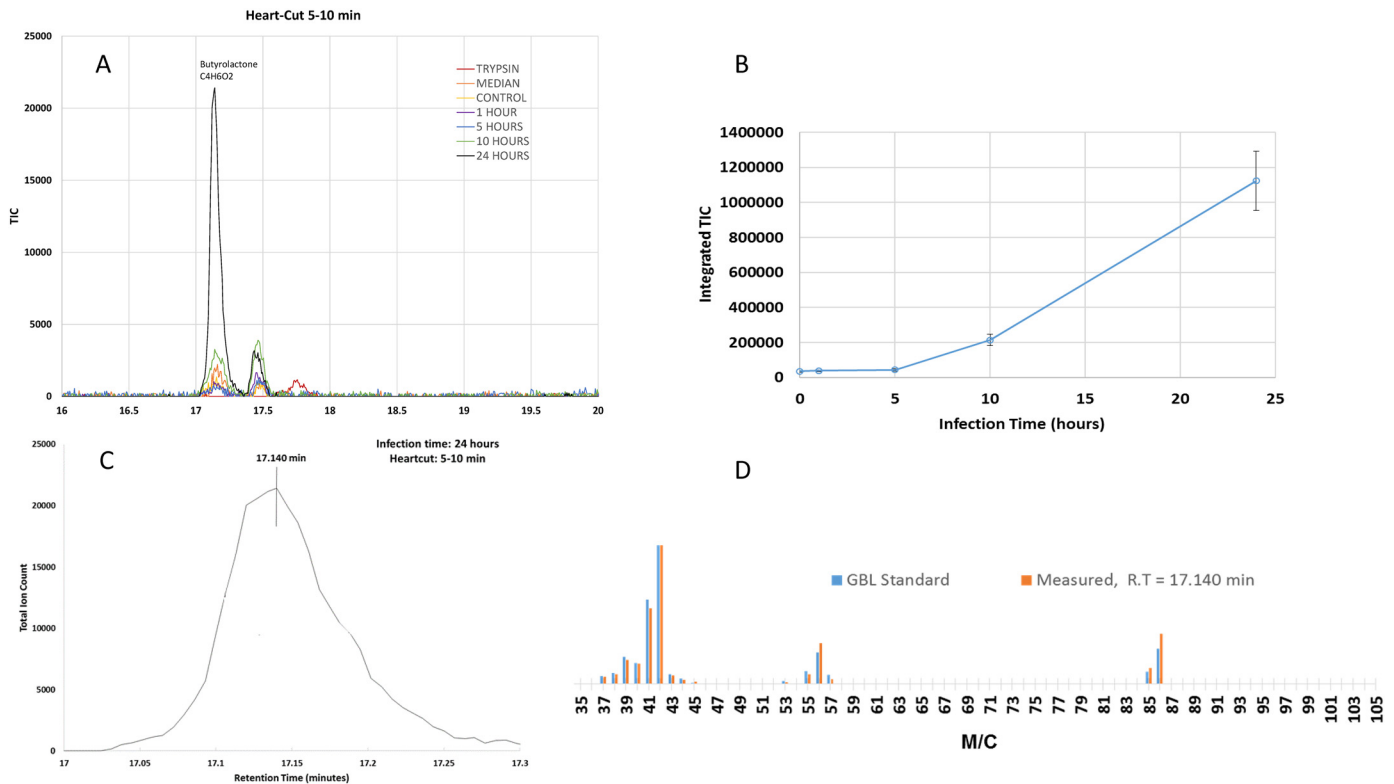 Heart-Cut 5-10 min
A
25000
20000
15000
10000
5000
0
TIC
Butyrolactone
C4H6O2
TRYPSIN
MEDIAN
CONTROL
1 HOUR
5 HOURS
10 HOURS
24 HOURS
16 16.5 17 17.5 18 18.5 19 19.5 20
B
1400000
1200000
1000000
800000
600000
400000
200000
0
Integrated TIC
0 5 10 15 20 25
Infection Time (hours)
C
Infection time: 24 hours
Heartcut: 5-10 min
17.140 min
25000
20000
15000
10000
5000
0
Total Ion Count
17 17.05 17.1 17.15 17.2 17.25 17.3
Retention Time (minutes)
D
GBL Standard
Measured, R.T = 17.140 min
35 37 39 41 43 45 47 49 51 53 55 57 59 61 63 65 67 69 71 73 75 77 79 81 83 85 87 89 91 93 95 97 99 101 103 105
M/C